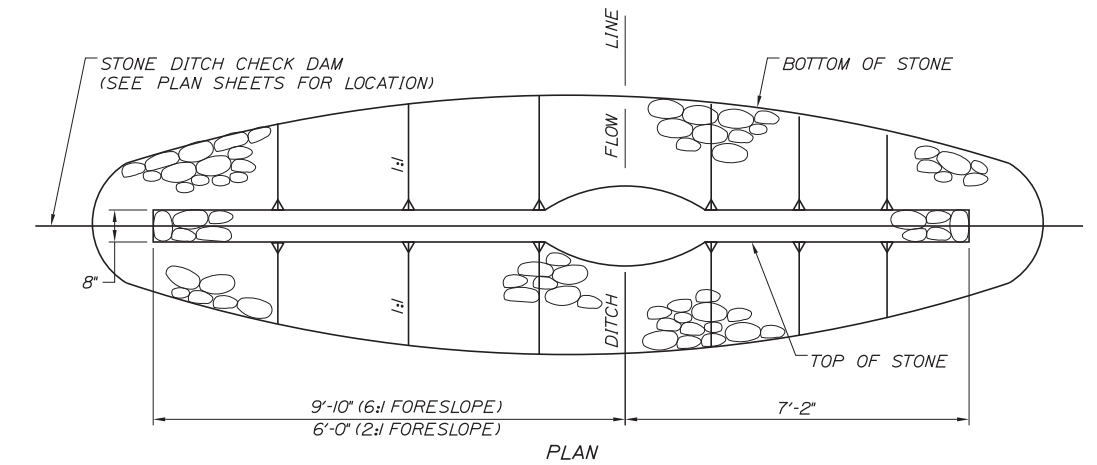 LINE
STONE DITCH CHECK DAM
(SEE PLAN SHEETS FOR LOCATION)
BOTTOM OF STONE
FLOW
1:1
8"
1:1
DITCH
TOP OF STONE
9'-10" (6:1 FORESLOPE)
6'-0" (2:1 FORESLOPE)
7'-2"
PLAN